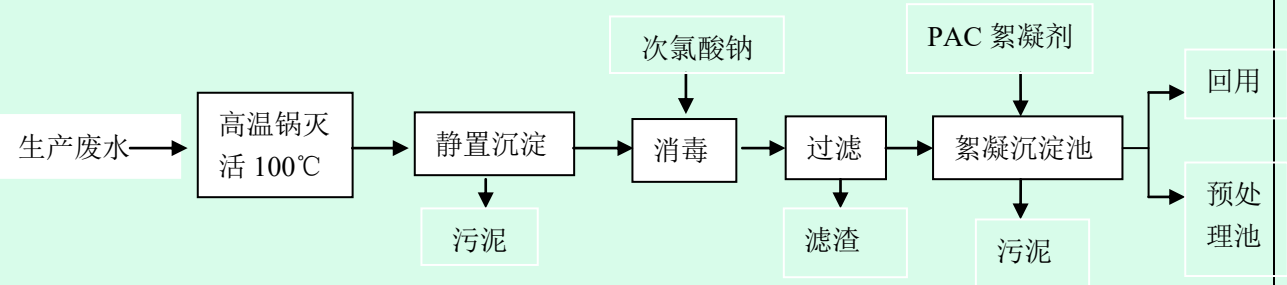 次氯酸钠
PAC 絮凝剂
生产废水
高温锅灭
活 100℃
静置沉淀
消毒
过滤
絮凝沉淀池
回用
预处
理池
污泥
滤渣
污泥